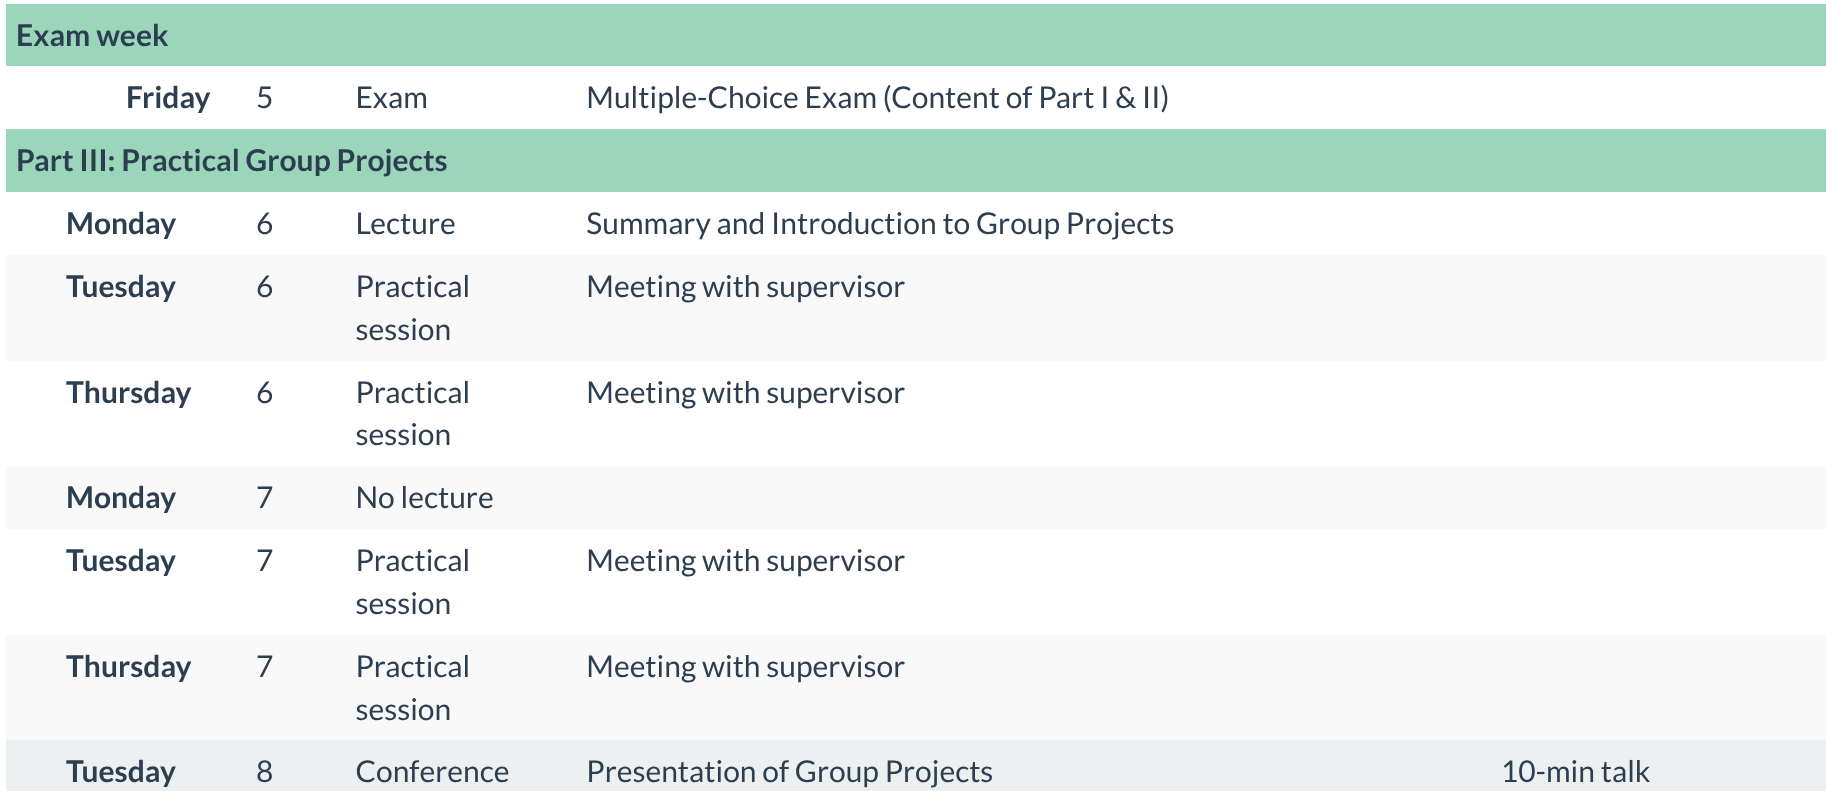 Exam week
Friday 5 Exam Multiple-Choice Exam (Content of Part I & II)
Part III: Practical Group Projects
Monday 6 Lecture Summary and Introduction to Group Projects
Tuesday 6 Practical session Meeting with supervisor
Thursday 6 Practical session Meeting with supervisor
Monday 7 No lecture
Tuesday 7 Practical session Meeting with supervisor
Thursday 7 Practical session Meeting with supervisor
Tuesday 8 Conference Presentation of Group Projects 10-min talk